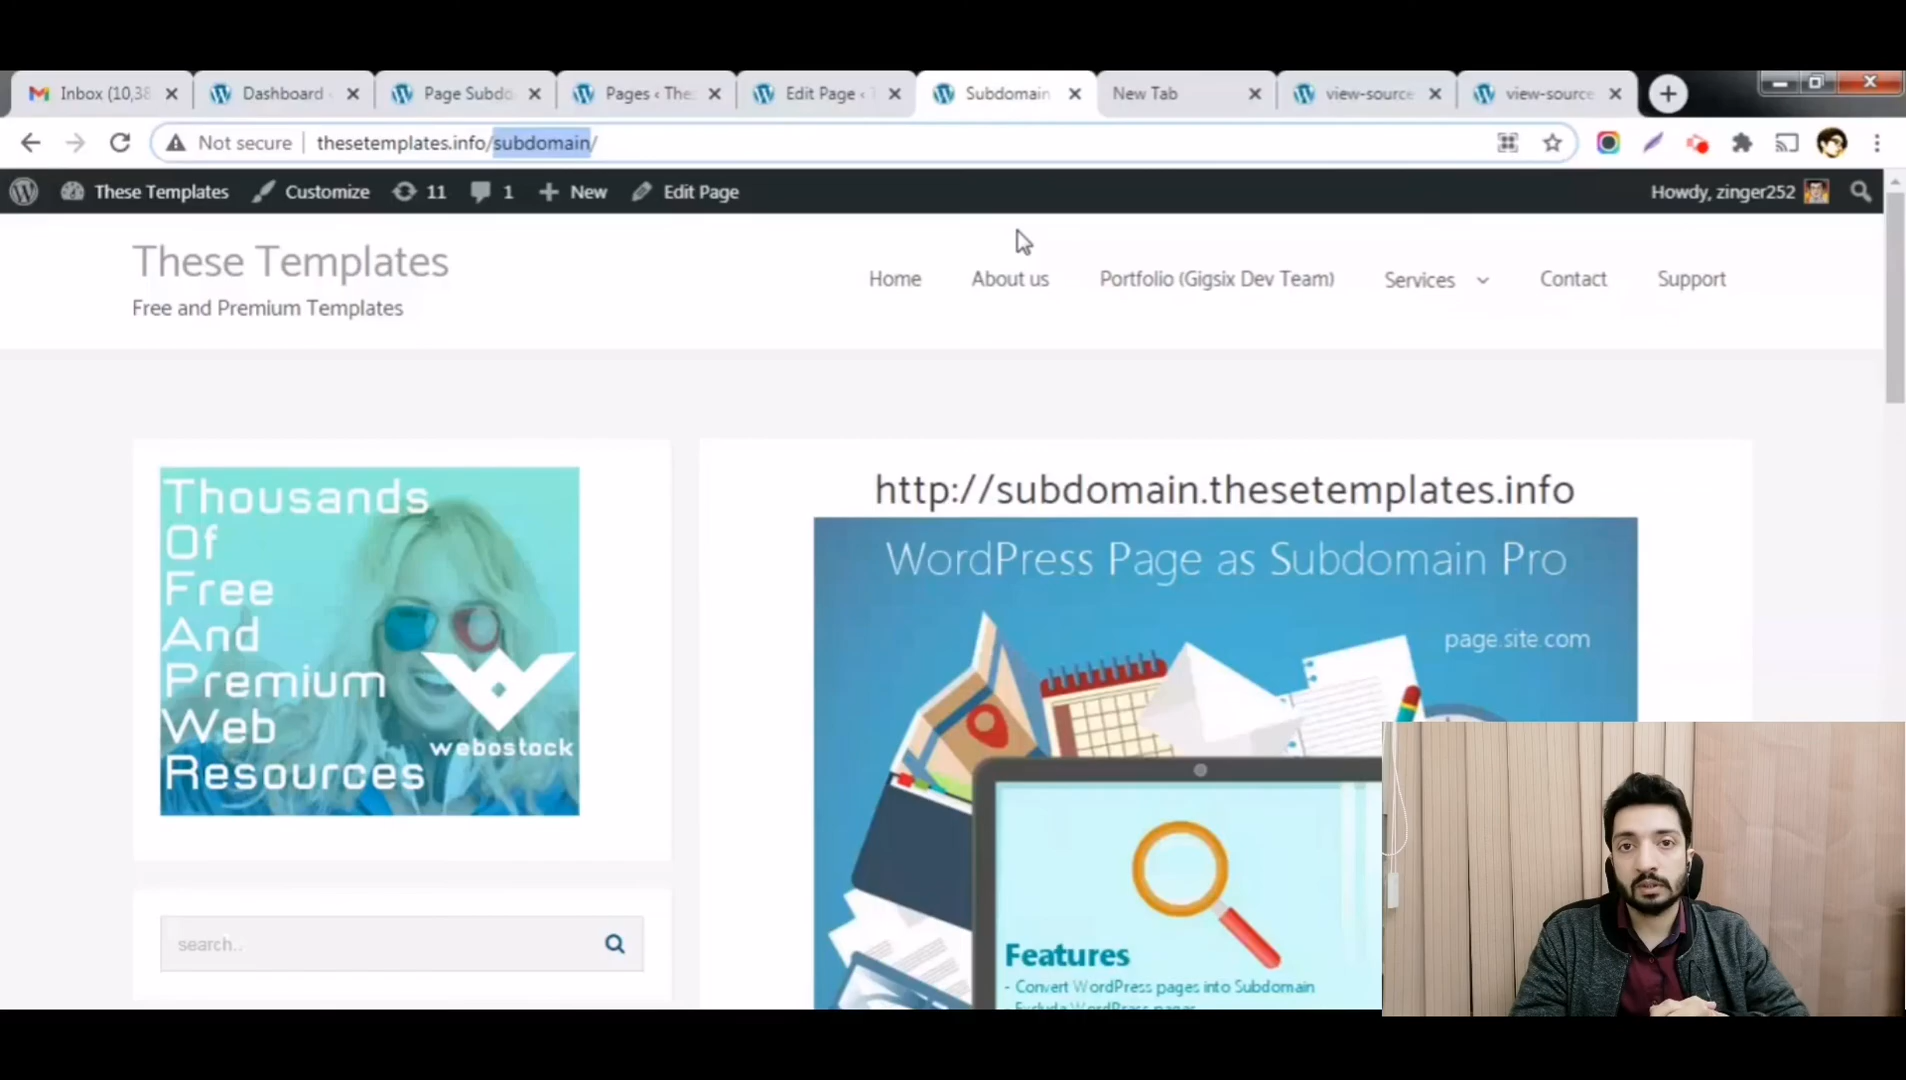 Inbox (10,38
Dashboard
Page Subdo
Pages ‹ The
Edit Page ‹ T
Subdomain
New Tab
view-source
view-source
Not secure
thesetemplates.info/subdomain/
These Templates
Customize
11
1
New
Edit Page
Howdy, zinger252
These Templates
Free and Premium Templates
Home
About us
Portfolio (Gigsix Dev Team)
Services
Contact
Support
Thousands
Of
Free
And
Premium
Web
Resources
webostock
search..
http://subdomain.thesetemplates.info
WordPress Page as Subdomain Pro
page.site.com
Features
- Convert WordPress pages into Subdomain
- Exclude WordPress pages